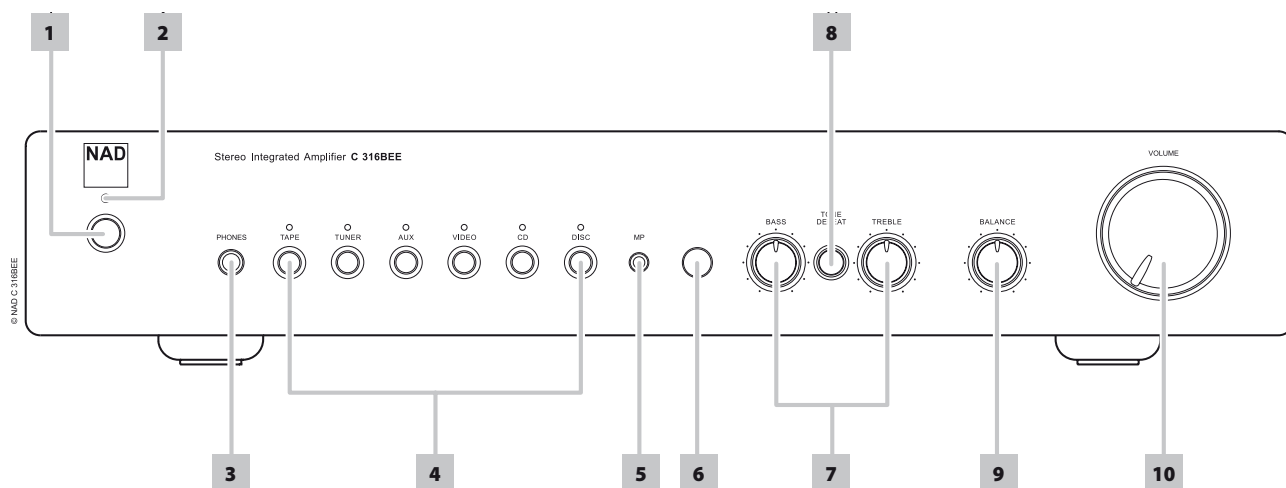 1 2 8
NAD
Stereo Integrated Amplifier C 316BEE
VOLUME
PHONES TAPE TUNER AUX VIDEO CD DISC MP BASS TONE DEFEAT TREBLE BALANCE
© NAD C 316BEE
3 4 5 6 7 9 10